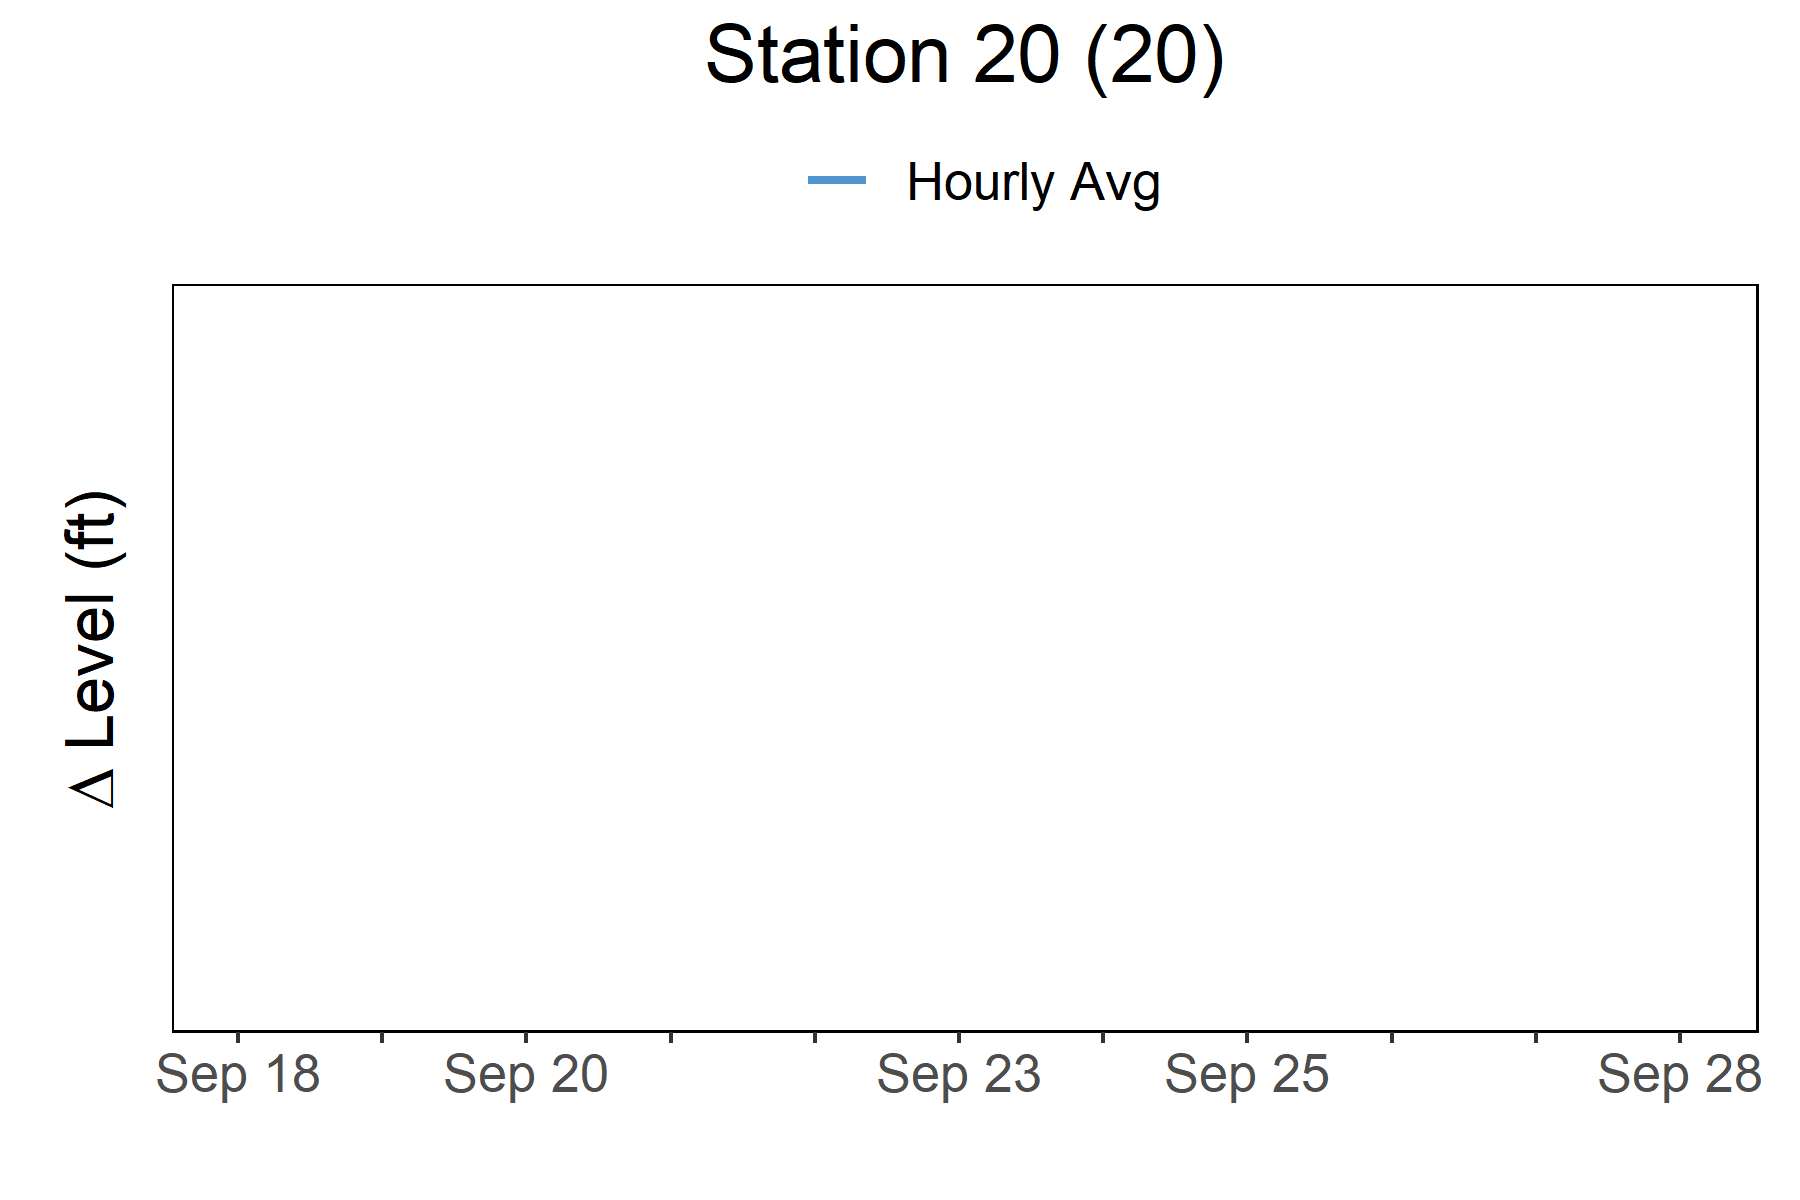 Station 20 (20)
Hourly Avg
Δ Level (ft)
Sep 18 Sep 20 Sep 23 Sep 25 Sep 28